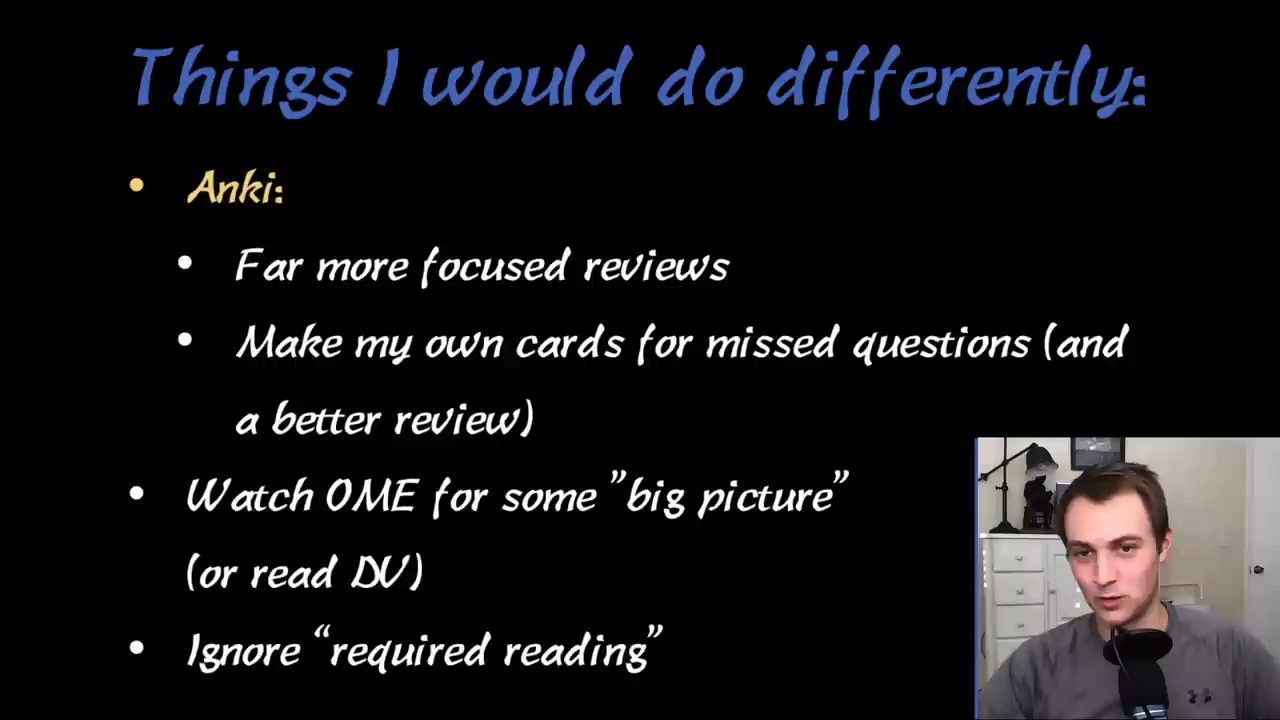 Things I would do differently:
• Anki:
• Far more focused reviews
• Make my own cards for missed questions (and
a better review)
• Watch OME for some "big picture"
(or read DV)
• Ignore “required reading”